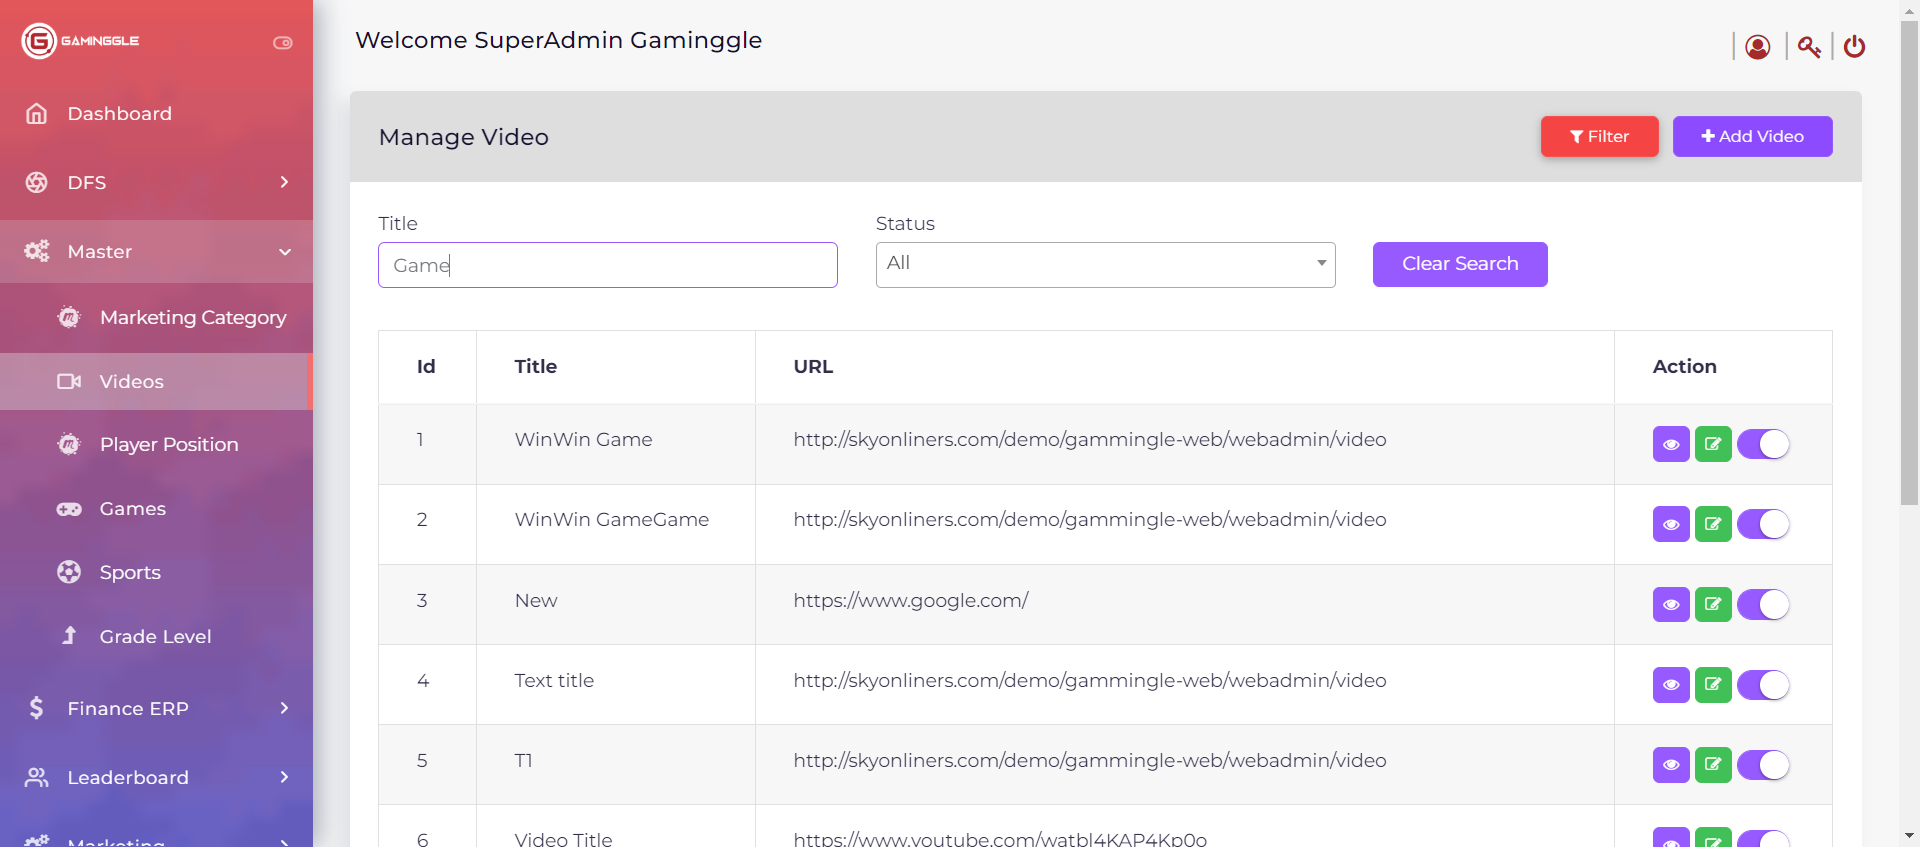 GAMINGGLE
Welcome SuperAdmin Gaminggle
Dashboard
DFS
Master
Marketing Category
Videos
Player Position
Games
Sports
Grade Level
Finance ERP
Leaderboard
Marketing
Manage Video
Filter
Add Video
Title
Status
Game
All
Clear Search
Id Title URL Action
1 WinWin Game http://skyonliners.com/demo/gammingle-web/webadmin/video
2 WinWin GameGame http://skyonliners.com/demo/gammingle-web/webadmin/video
3 New https://www.google.com/
4 Text title http://skyonliners.com/demo/gammingle-web/webadmin/video
5 T1 http://skyonliners.com/demo/gammingle-web/webadmin/video
6 Video Title https://www.youtube.com/watbl4KAP4Kp0o